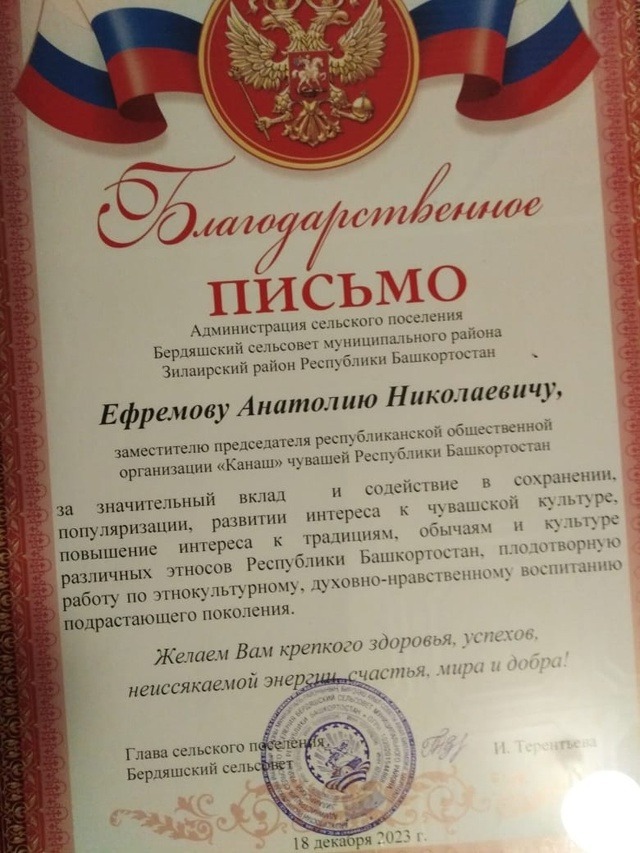 Благодарственное
ПИСЬМО
Администрация сельского поселения
Бердяшский сельсовет муниципального района
Зилаирский район Республики Башкортостан
Ефремову Анатолию Николаевичу,
заместителю председателя республиканской общественной
организации «Канаш» чувашей Республики Башкортостан
за значительный вклад и содействие в сохранении,
популяризации, развитии интереса к чувашской культуре,
повышение интереса к традициям, обычаям и культуре
различных этносов Республики Башкортостан, плодотворную
работу по этнокультурному, духовно-нравственному воспитанию
подрастающего поколения.
Желаем Вам крепкого здоровья, успехов,
неиссякаемой энергии, счастья, мира и добра!
Глава сельского поселения
Бердяшский сельсовет
И. Терентьева
18 декабря 2023 г.